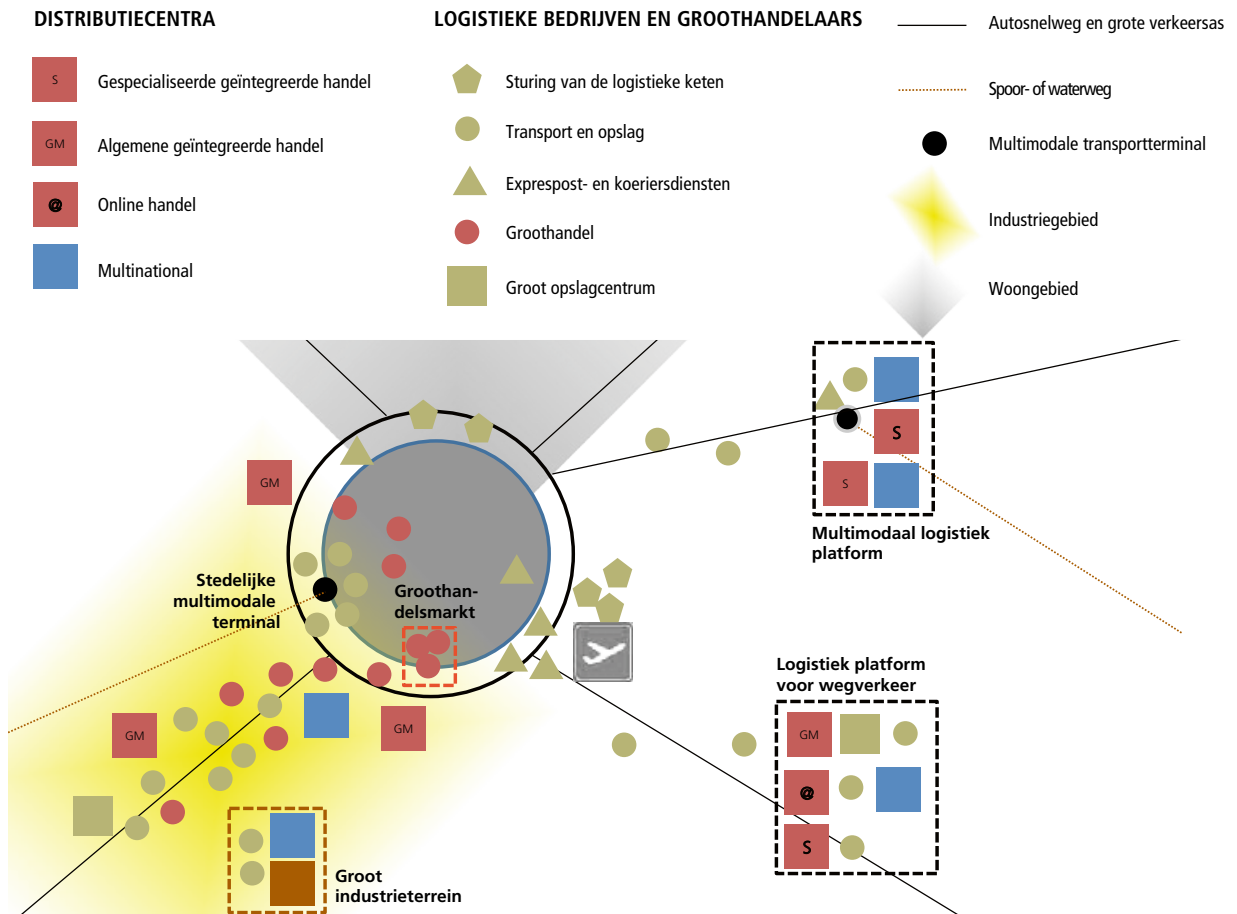 DISTRIBUTIECENTRA
S
Gespecialiseerde geïntegreerde handel
GM
Algemene geïntegreerde handel
@
Online handel
Multinational
LOGISTIEKE BEDRIJVEN EN GROOTHANDELAARS
Sturing van de logistieke keten
Transport en opslag
Exprespost- en koeriersdiensten
Groothandel
Groot opslagcentrum
Autosnelweg en grote verkeersas
Spoor- of waterweg
Multimodale transportterminal
Industriegebied
Woongebied
GM
S
S
Multimodaal logistiek
platform
Stedelijke
multimodale
terminal
Groothan-
delsmarkt
Logistiek platform
voor wegverkeer
GM
GM
GM
@
S
Groot
industrieterrein